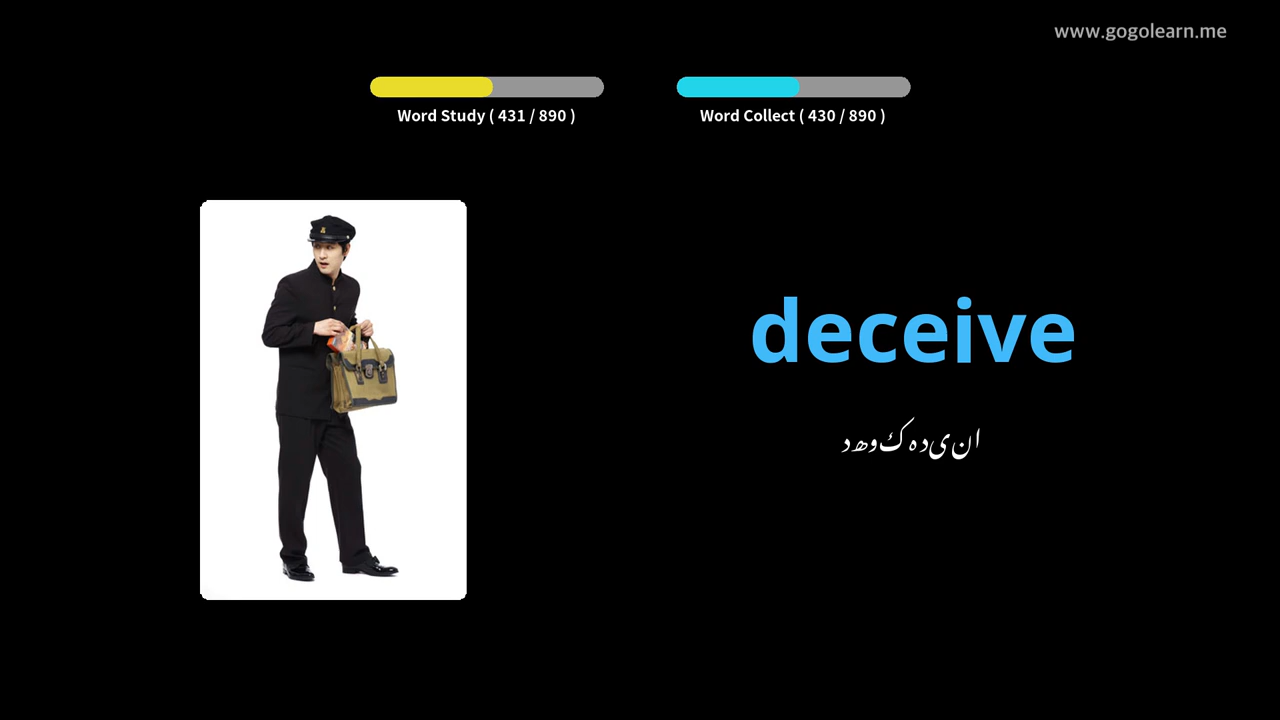 www.gogolearn.me
Word Study ( 431 / 890 )
Word Collect ( 430 / 890 )
deceive
دھوکہ دینا